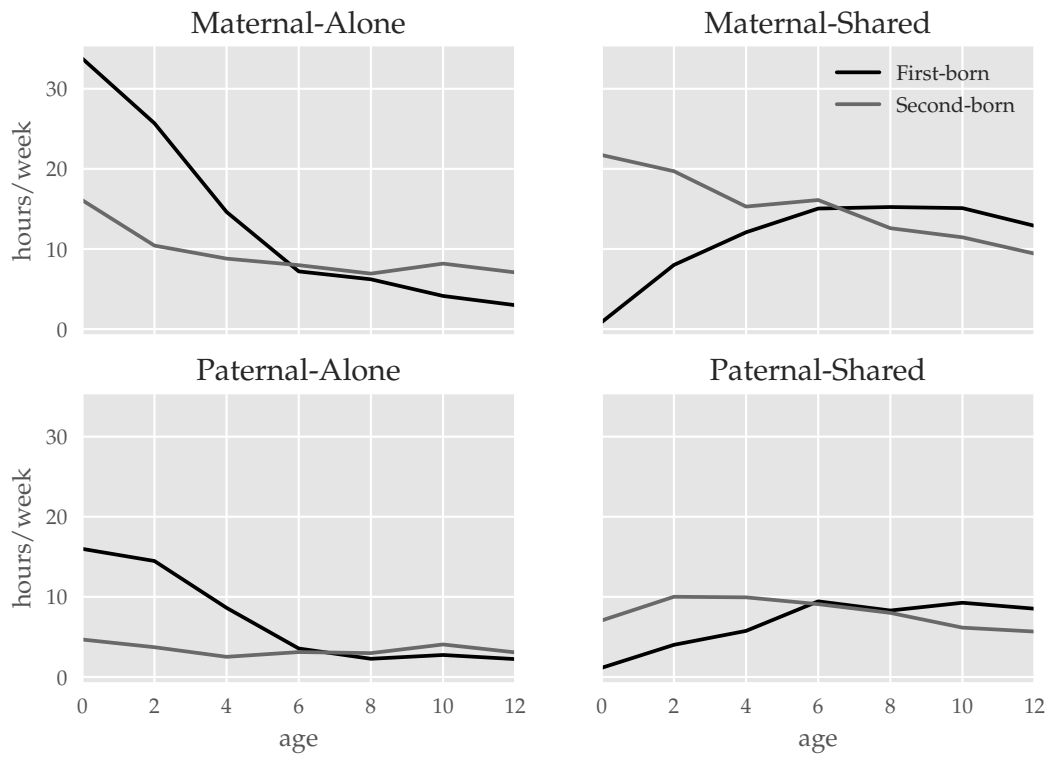 Maternal-Alone
Maternal-Shared
30
20
10
0
hours/week
First-born
Second-born
Paternal-Alone
Paternal-Shared
30
20
10
0
hours/week
0 2 4 6 8 10 12
age
0 2 4 6 8 10 12
age